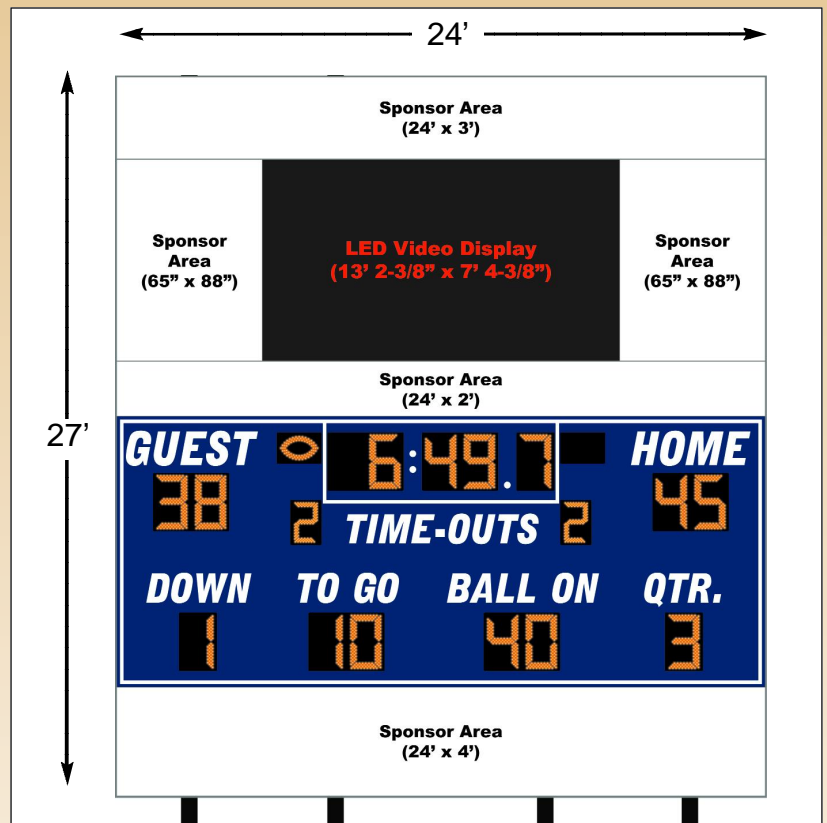 24’
Sponsor Area
(24’ x 3’)
Sponsor
Area
(65” x 88”)
LED Video Display
(13’ 2-3/8” x 7’ 4-3/8”)
Sponsor
Area
(65” x 88”)
Sponsor Area
(24’ x 2’)
27’
GUEST 6:49.7 HOME
38 45
2 TIME-OUTS 2
DOWN TO GO BALL ON QTR.
1 10 40 3
Sponsor Area
(24’ x 4’)